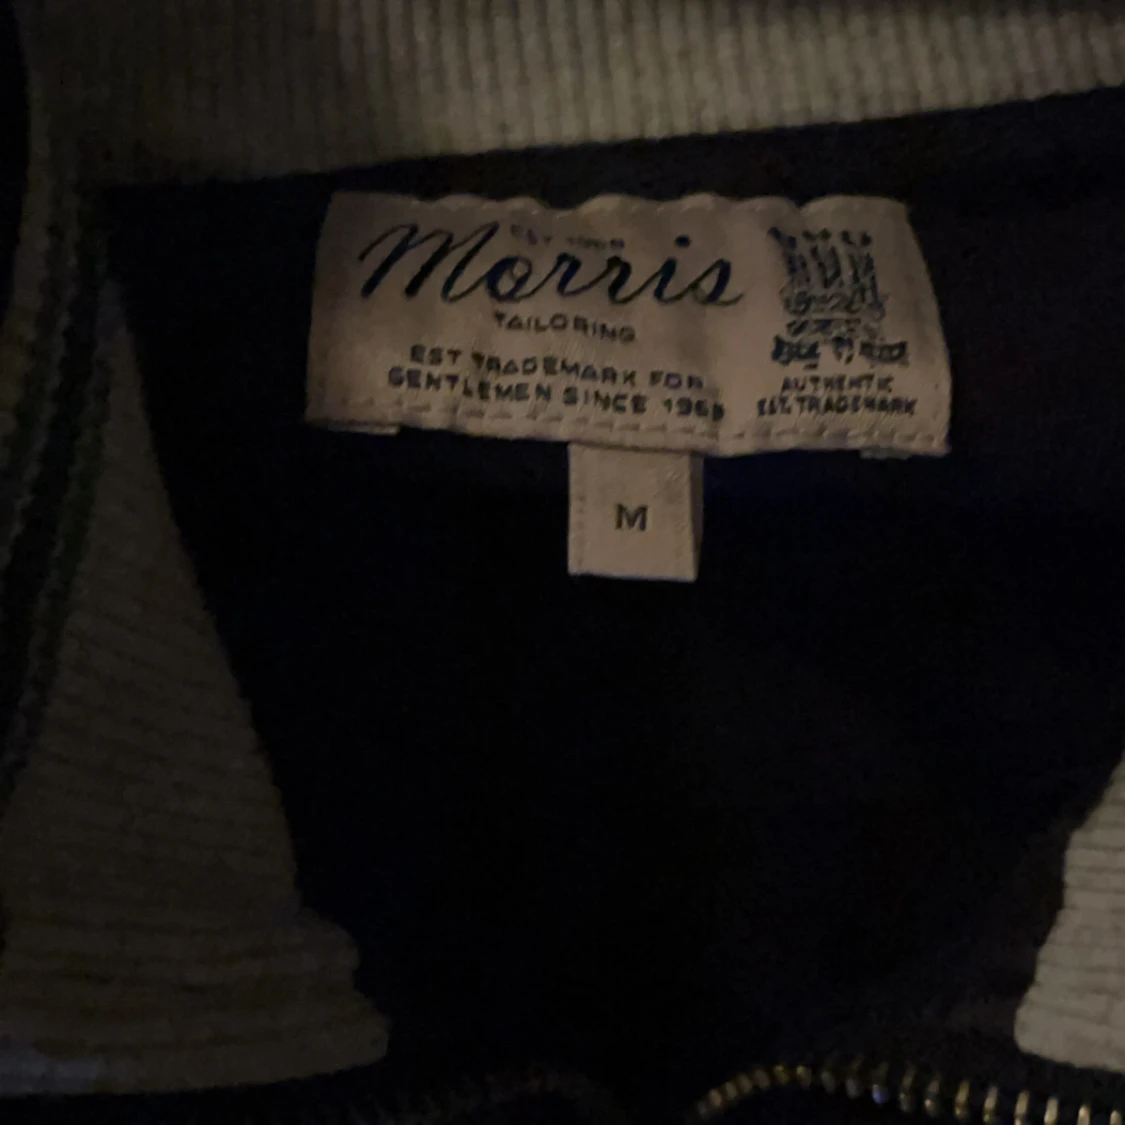 Morris
TAILORING
EST TRADEMARK FOR
GENTLEMEN SINCE
AUTHENTIC
EST. TRADEMARK
M